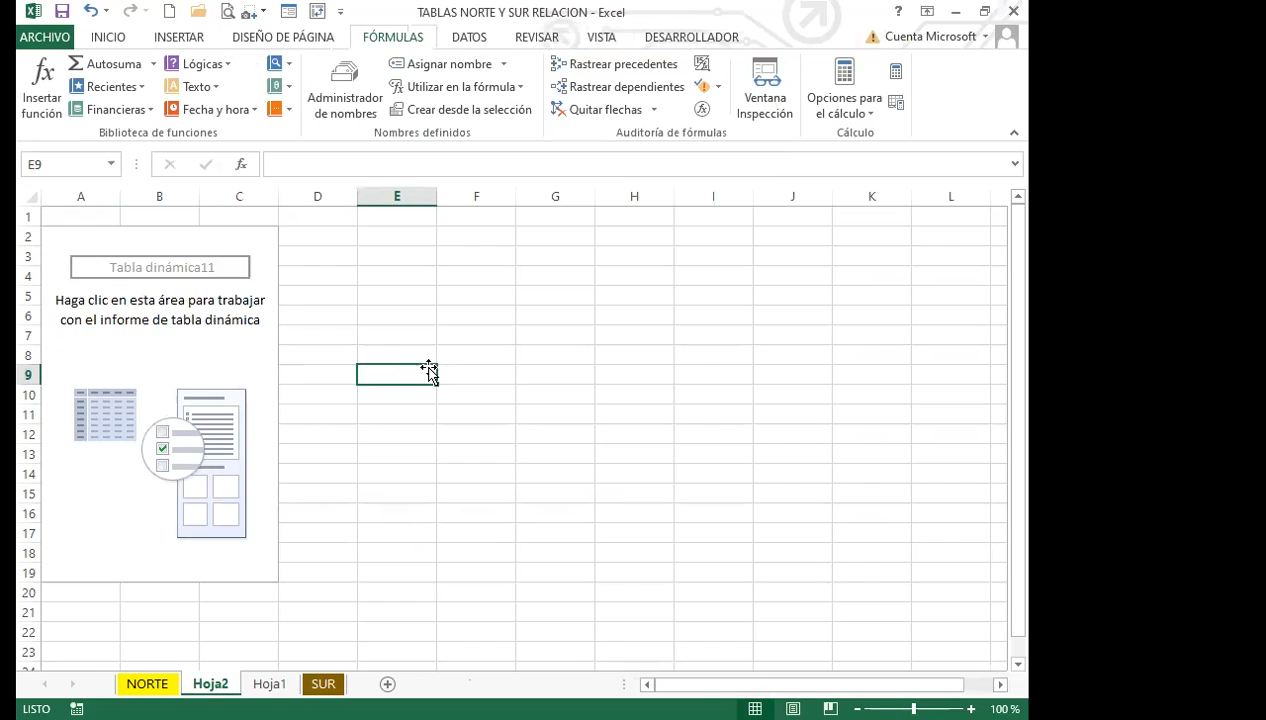 TABLAS NORTE Y SUR RELACION - Excel
ARCHIVO INICIO INSERTAR DISEÑO DE PÁGINA FÓRMULAS DATOS REVISAR VISTA DESARROLLADOR Cuenta Microsoft
fx Insertar función
Autosuma
Recientes
Financieras
Lógicas
Texto
Fecha y hora
Biblioteca de funciones
Administrador de nombres
Asignar nombre
Utilizar en la fórmula
Crear desde la selección
Nombres definidos
Rastrear precedentes
Rastrear dependientes
Quitar flechas
Auditoría de fórmulas
Ventana Inspección
Opciones para el cálculo
Cálculo
E9
fx
A B C D E F G H I J K L
1
2
3
4
5
6
7
8
9
10
11
12
13
14
15
16
17
18
19
20
21
22
23
Tabla dinámica11
Haga clic en esta área para trabajar
con el informe de tabla dinámica
NORTE Hoja2 Hoja1 SUR
LISTO
100 %